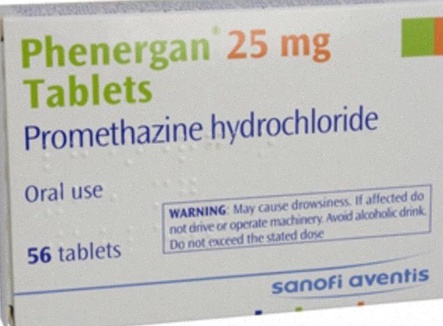 Phenergan® 25 mg
Tablets
Promethazine hydrochloride
Oral use
WARNING: May cause drowsiness. If affected do
not drive or operate machinery. Avoid alcoholic drink.
Do not exceed the stated dose
56 tablets
sanofi aventis